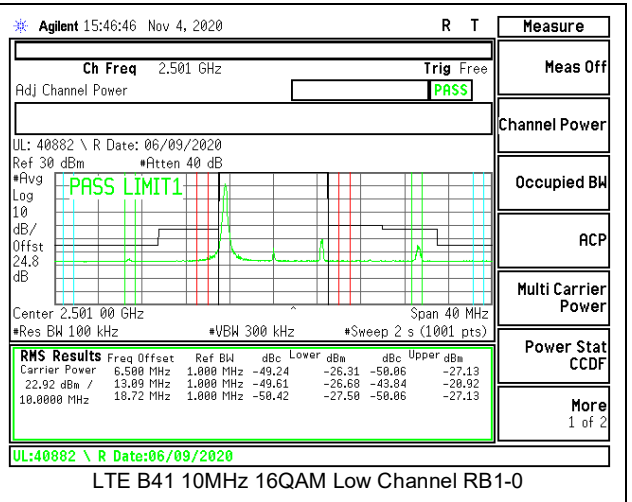 Agilent 15:46:46 Nov 4, 2020 R T
Measure
Ch Freq 2.501 GHz Trig Free
Meas Off
Adj Channel Power PASS
Channel Power
UL: 40882 \ R Date: 06/09/2020
Ref 30 dBm #Atten 40 dB
#Avg
Log
10
dB/
Offst
24.8
dB
PASS LIMIT1
Occupied BW
ACP
Multi Carrier
Power
Center 2.501 00 GHz ^ Span 40 MHz
#Res BW 100 kHz #VBW 300 kHz #Sweep 2 s (1001 pts)
Power Stat
CCDF
RMS Results Freq Offset Ref BW dBc Lower dBm dBc Upper dBm
Carrier Power 6.500 MHz 1.000 MHz -49.24 -26.31 -50.06 -27.13
22.92 dBm / 13.09 MHz 1.000 MHz -49.61 -26.68 -43.84 -20.92
10.0000 MHz 18.72 MHz 1.000 MHz -50.42 -27.50 -50.06 -27.13
More
1 of 2
UL:40882 \ R Date:06/09/2020
LTE B41 10MHz 16QAM Low Channel RB1-0